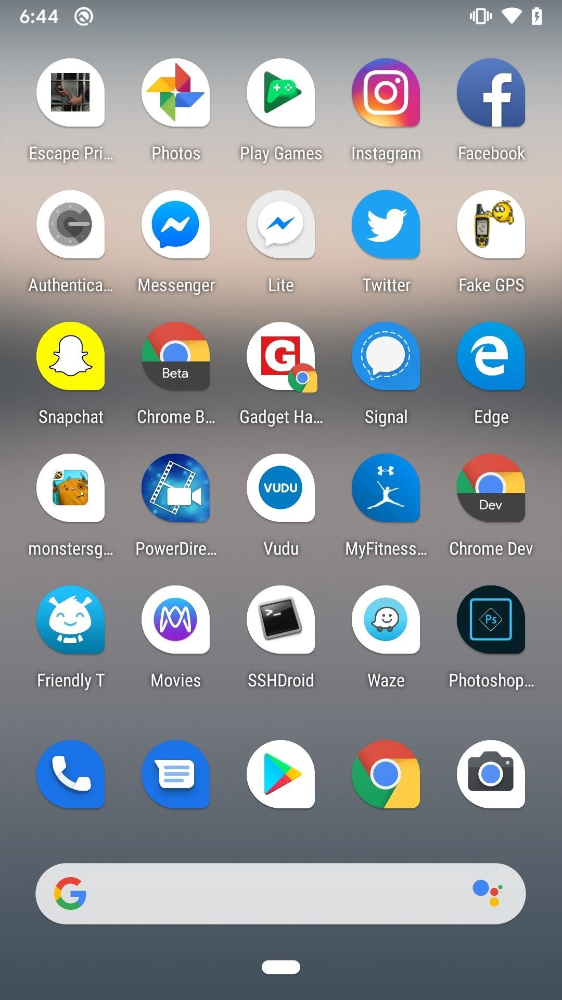 6:44
Escape Pri…
Photos
Play Games
Instagram
Facebook
Authentica…
Messenger
Lite
Twitter
Fake GPS
Beta
G
Snapchat
Chrome B…
Gadget Ha…
Signal
Edge
VUDU
Dev
monstersg…
PowerDire…
Vudu
MyFitness…
Chrome Dev
>_
Ps
Friendly T
Movies
SSHDroid
Waze
Photoshop…
G